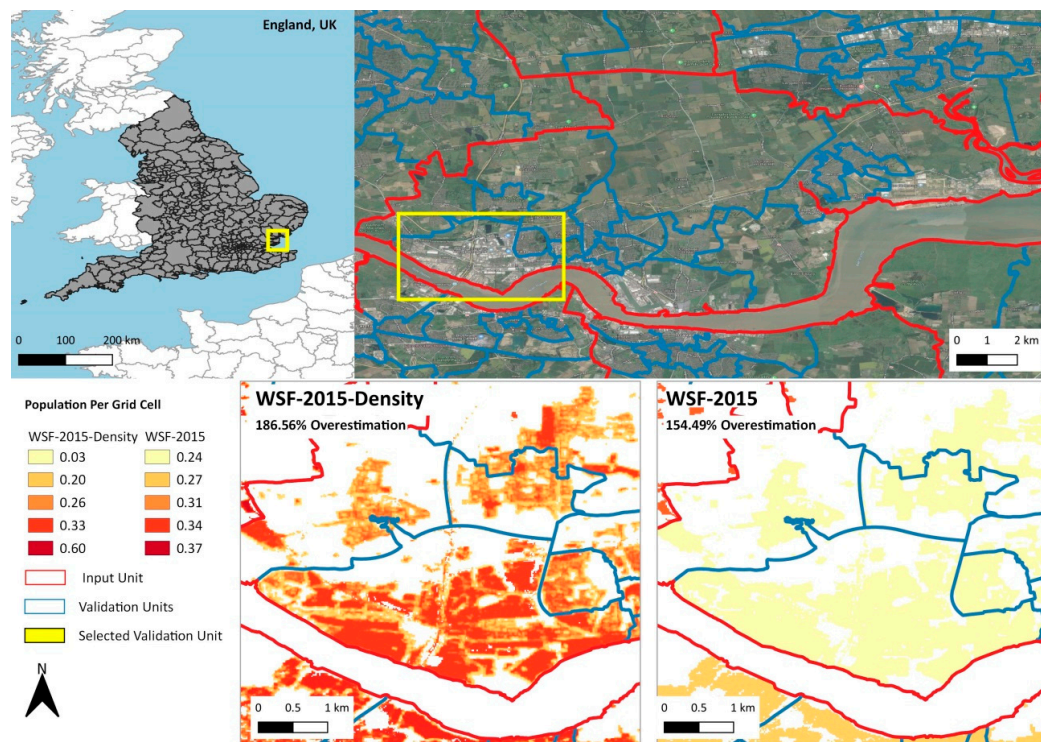 England, UK
0 100 200 km
0 1 2 km
Population Per Grid Cell
WSF-2015-Density WSF-2015
0.03 0.24
0.20 0.27
0.26 0.31
0.33 0.34
0.60 0.37
Input Unit
Validation Units
Selected Validation Unit
N
WSF-2015-Density
186.56% Overestimation
0 0.5 1 km
WSF-2015
154.49% Overestimation
0 0.5 1 km